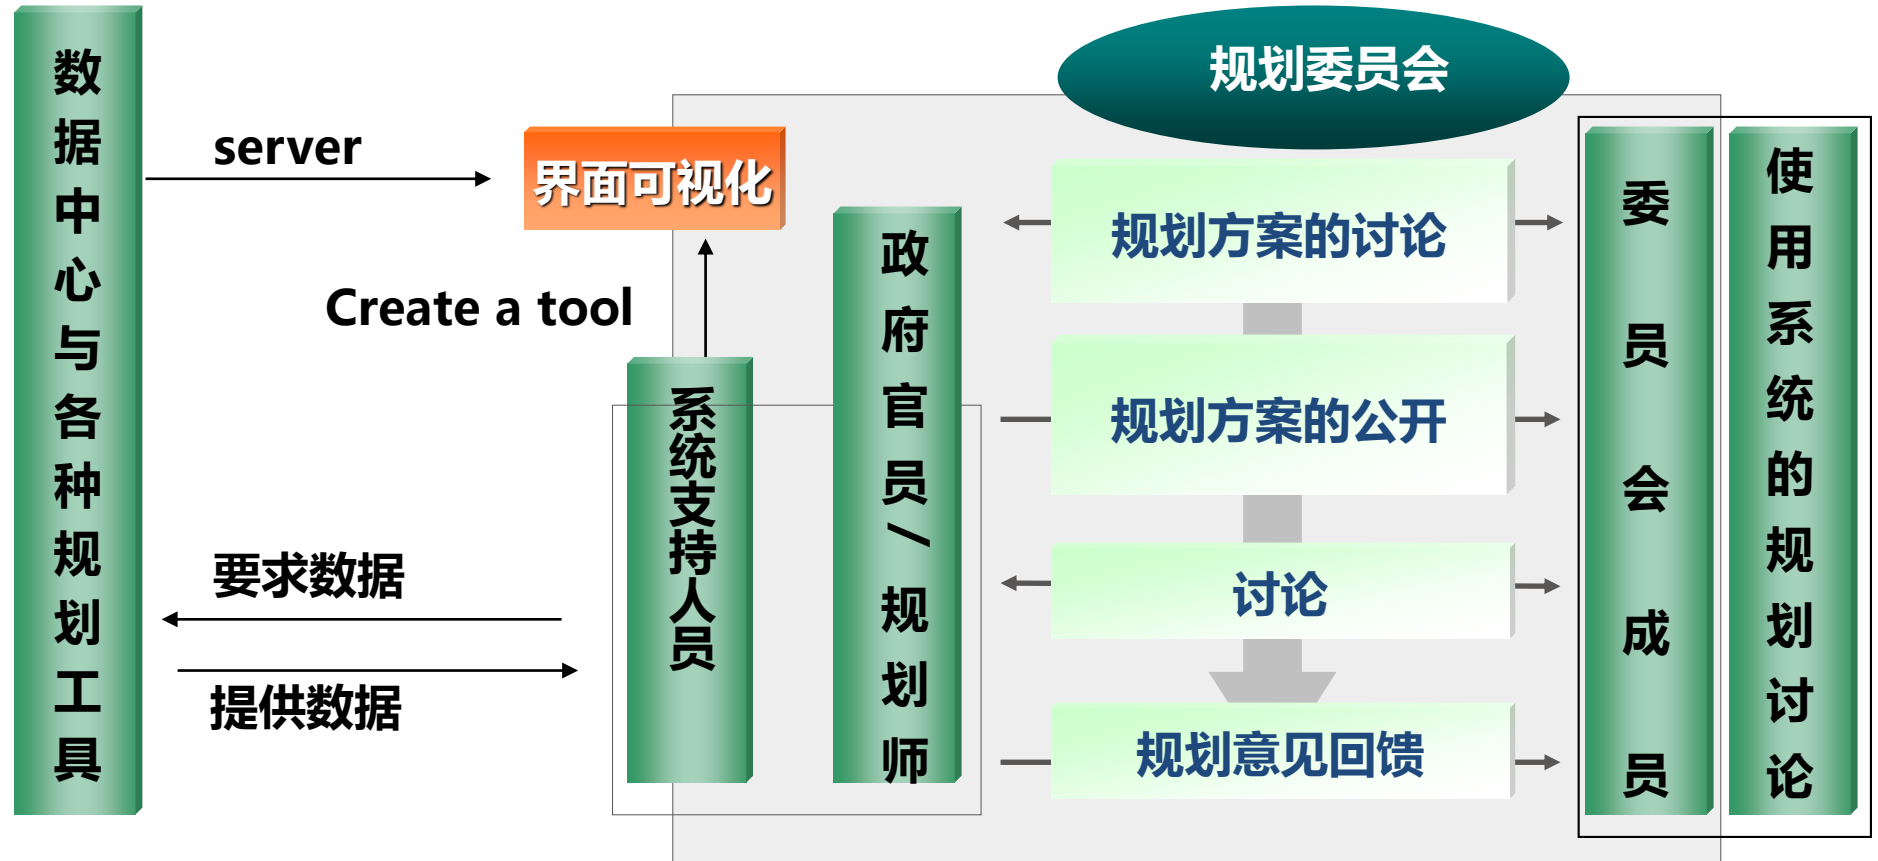 数据中心与各种规划工具
server
界面可视化
Create a tool
要求数据
提供数据
系统支持人员
政府官员/规划师
规划委员会
规划方案的讨论
规划方案的公开
讨论
规划意见回馈
委员会成员
使用系统的规划讨论